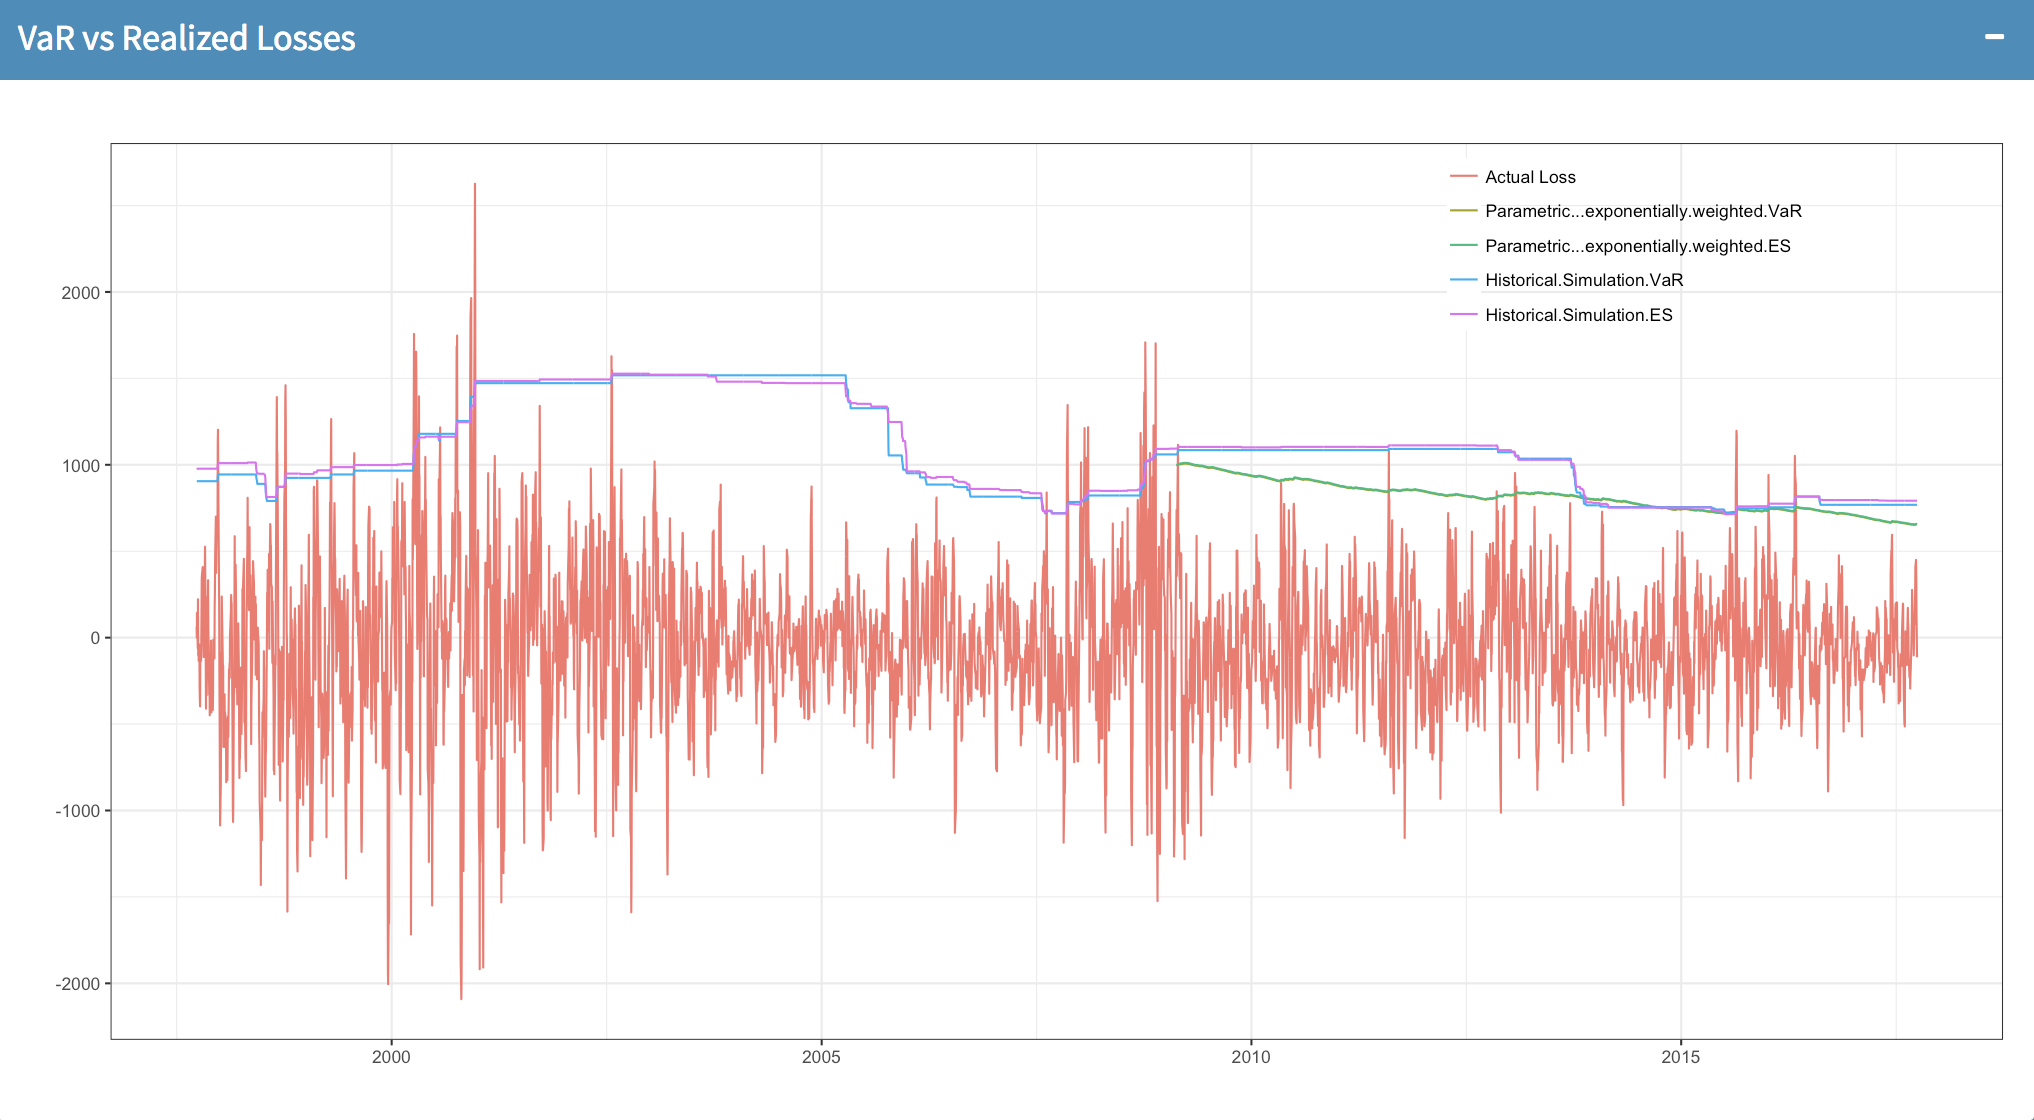 VaR vs Realized Losses
Actual Loss
Parametric...exponentially.weighted.VaR
Parametric...exponentially.weighted.ES
Historical.Simulation.VaR
Historical.Simulation.ES
2000
1000
0
-1000
-2000
2000 2005 2010 2015